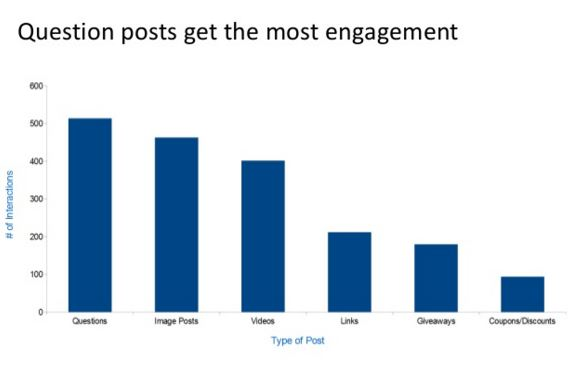 Question posts get the most engagement
600
500
400
300
200
100
0
# of Interactions
Questions
Image Posts
Videos
Links
Giveaways
Coupons/Discounts
Type of Post